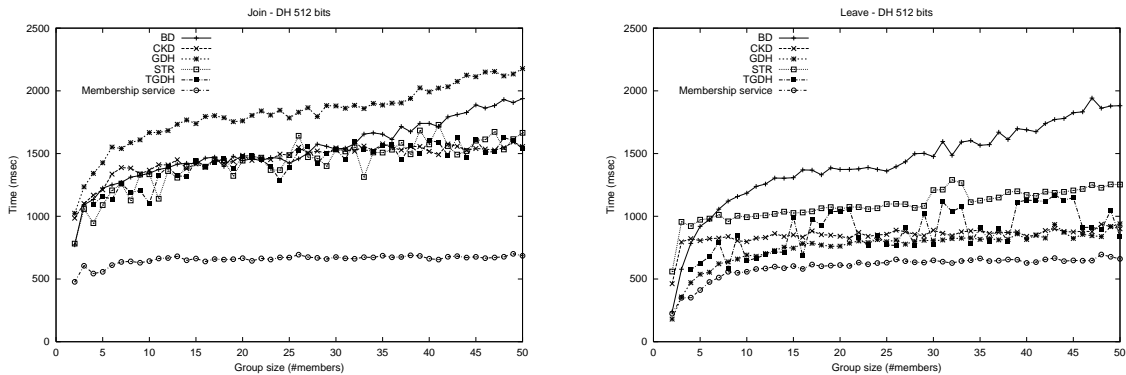 Join - DH 512 bits
2500
2000
1500
1000
500
0
Time (msec)
BD
CKD
GDH
STR
TGDH
Membership service
0 5 10 15 20 25 30 35 40 45 50
Group size (#members)
Leave - DH 512 bits
2500
2000
1500
1000
500
0
Time (msec)
BD
CKD
GDH
STR
TGDH
Membership service
0 5 10 15 20 25 30 35 40 45 50
Group size (#members)